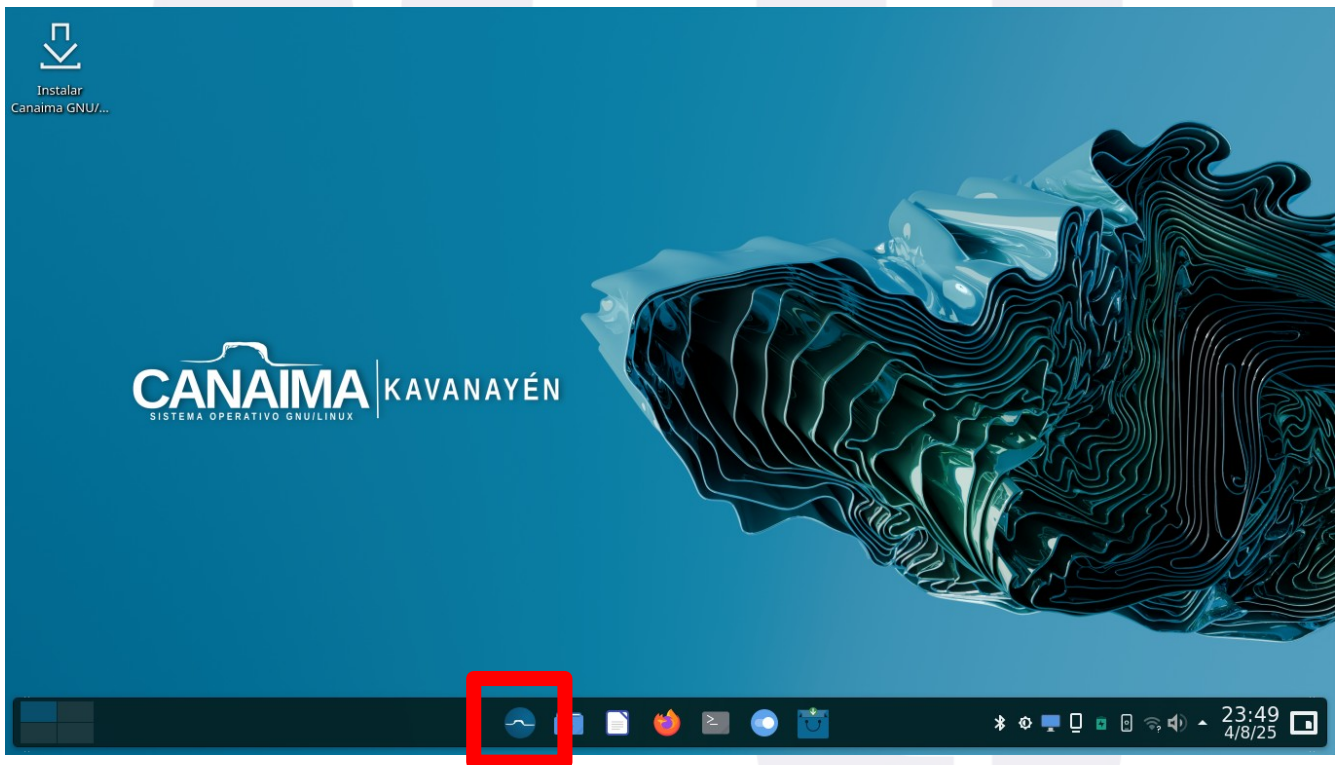 Instalar
Canaima GNU/...
CANAIMA
SISTEMA OPERATIVO GNU/LINUX
KAVANAYÉN
23:49
4/8/25